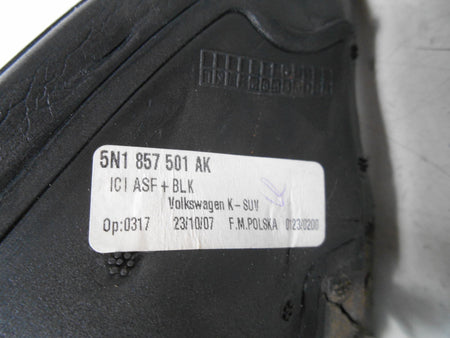 5N1 857 501 AK
ICI ASF + BLK
Volkswagen K-SUV
Op:0317 23/10/07 F.M.POLSKA 0123/0200